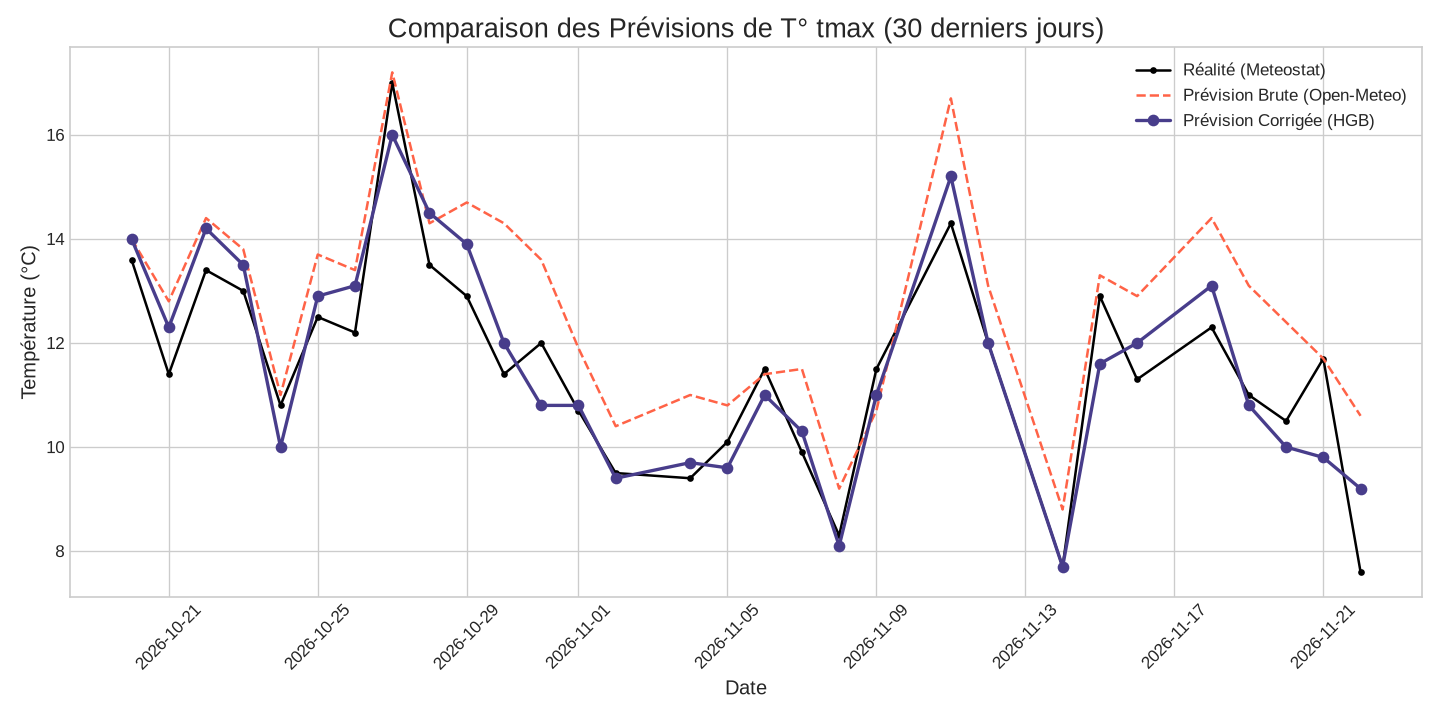 Comparaison des Prévisions de T° tmax (30 derniers jours)
Réalité (Meteostat)
Prévision Brute (Open-Meteo)
Prévision Corrigée (HGB)
Température (°C)
16
14
12
10
8
2026-10-21
2026-10-25
2026-10-29
2026-11-01
2026-11-05
2026-11-09
2026-11-13
2026-11-17
2026-11-21
Date